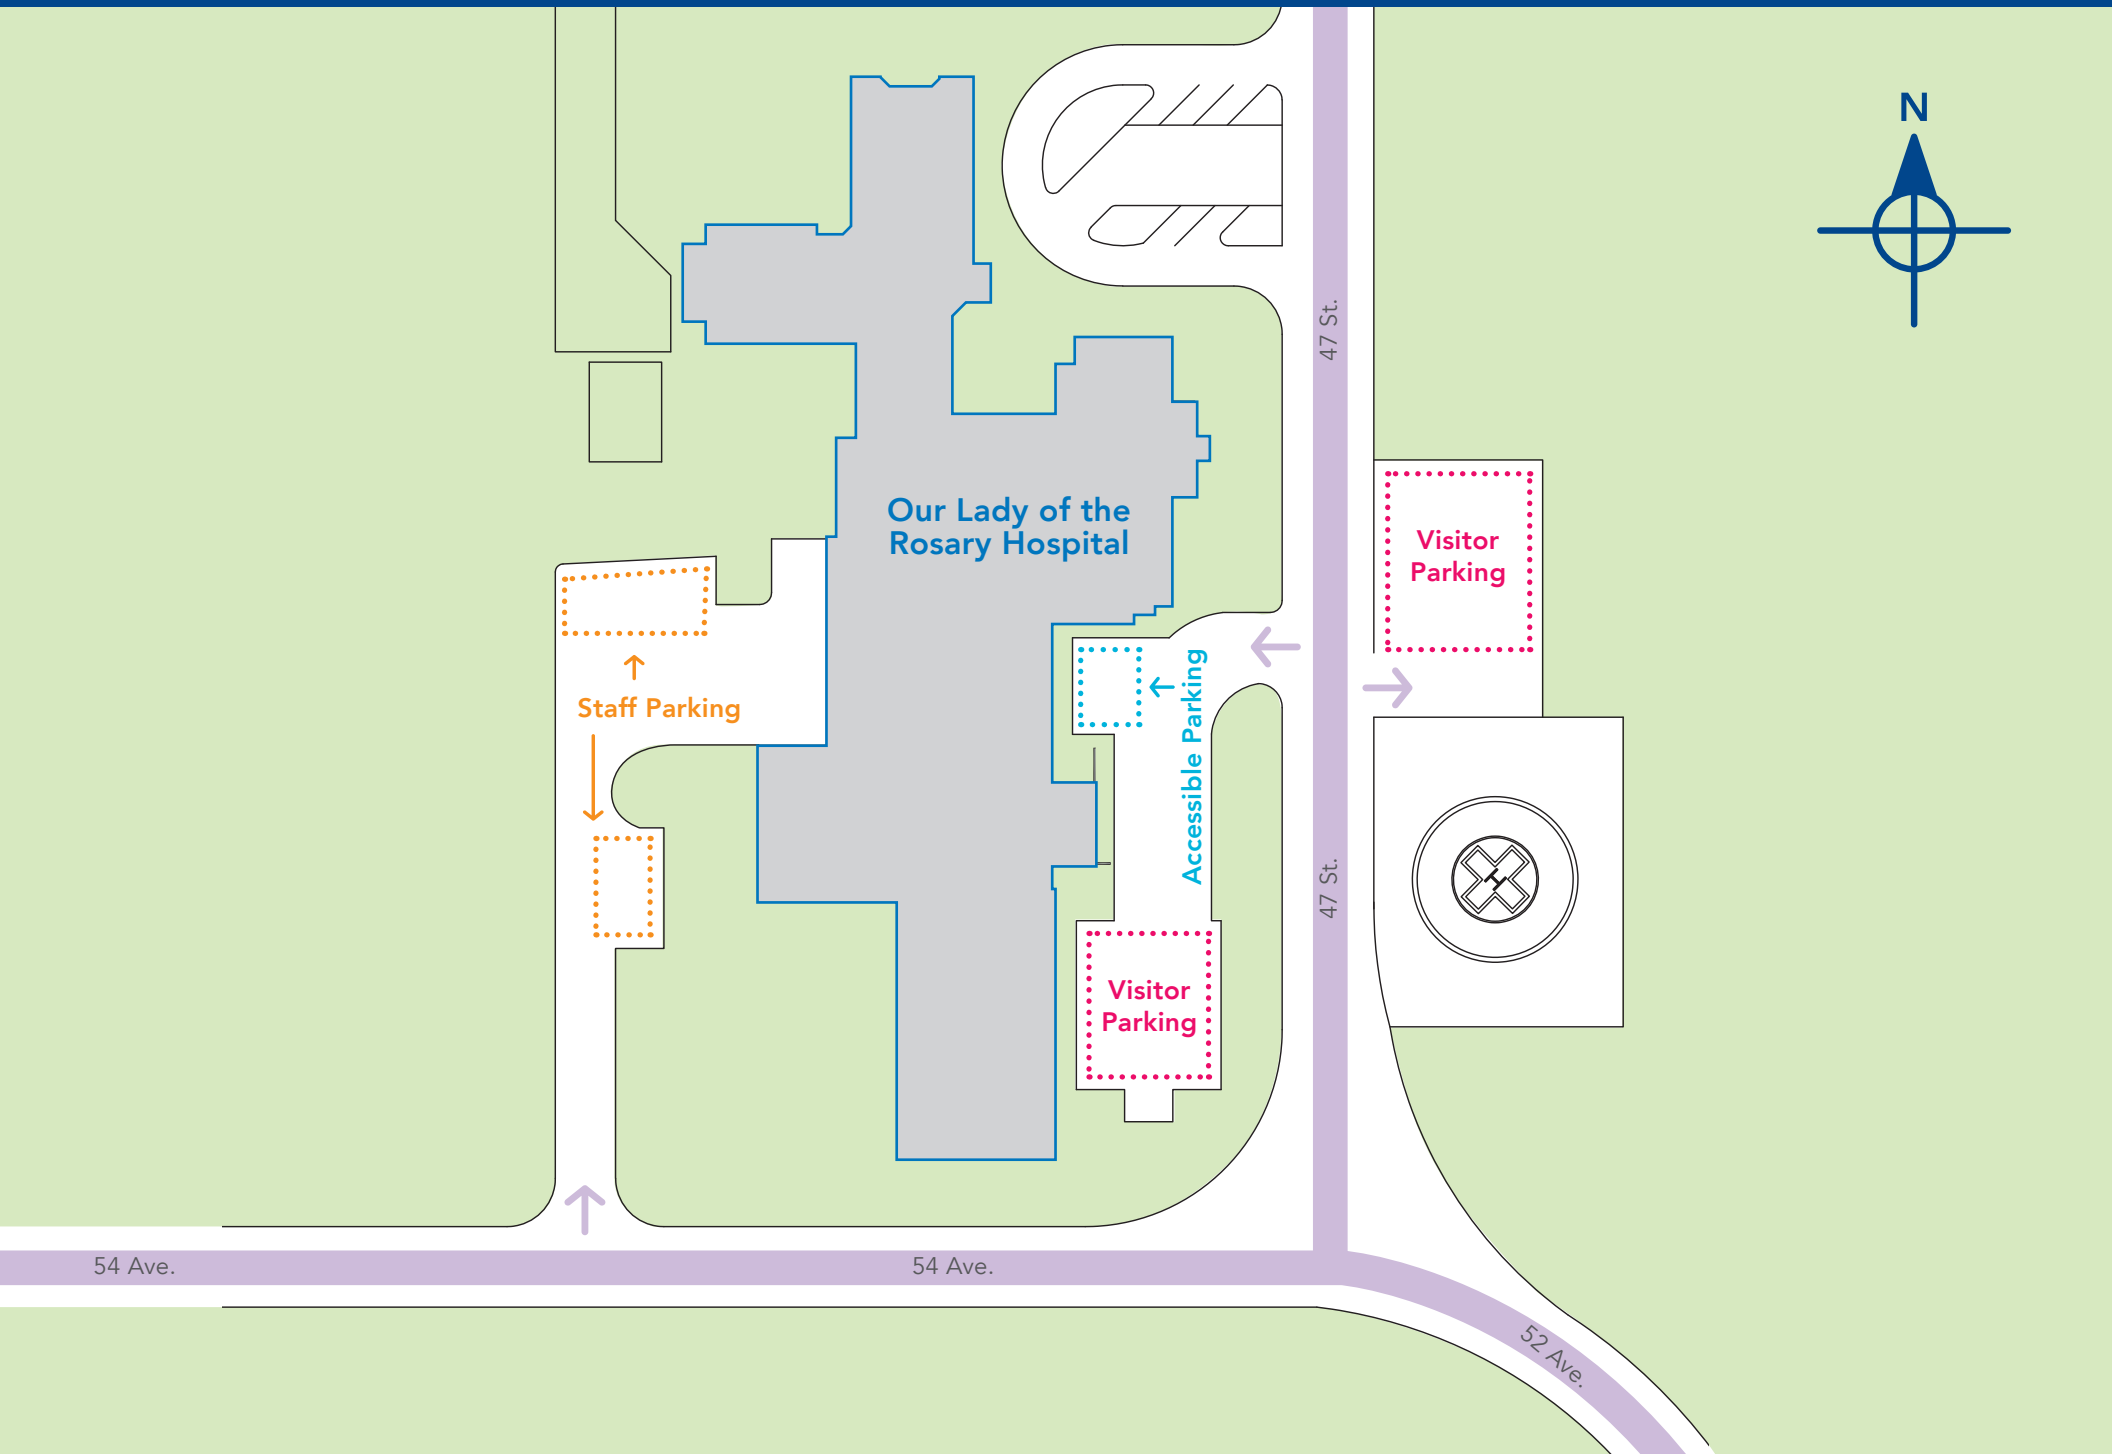 N
47 St.
Our Lady of the
Rosary Hospital
Visitor
Parking
Staff Parking
Accessible Parking
47 St.
H
Visitor
Parking
54 Ave.
54 Ave.
52 Ave.